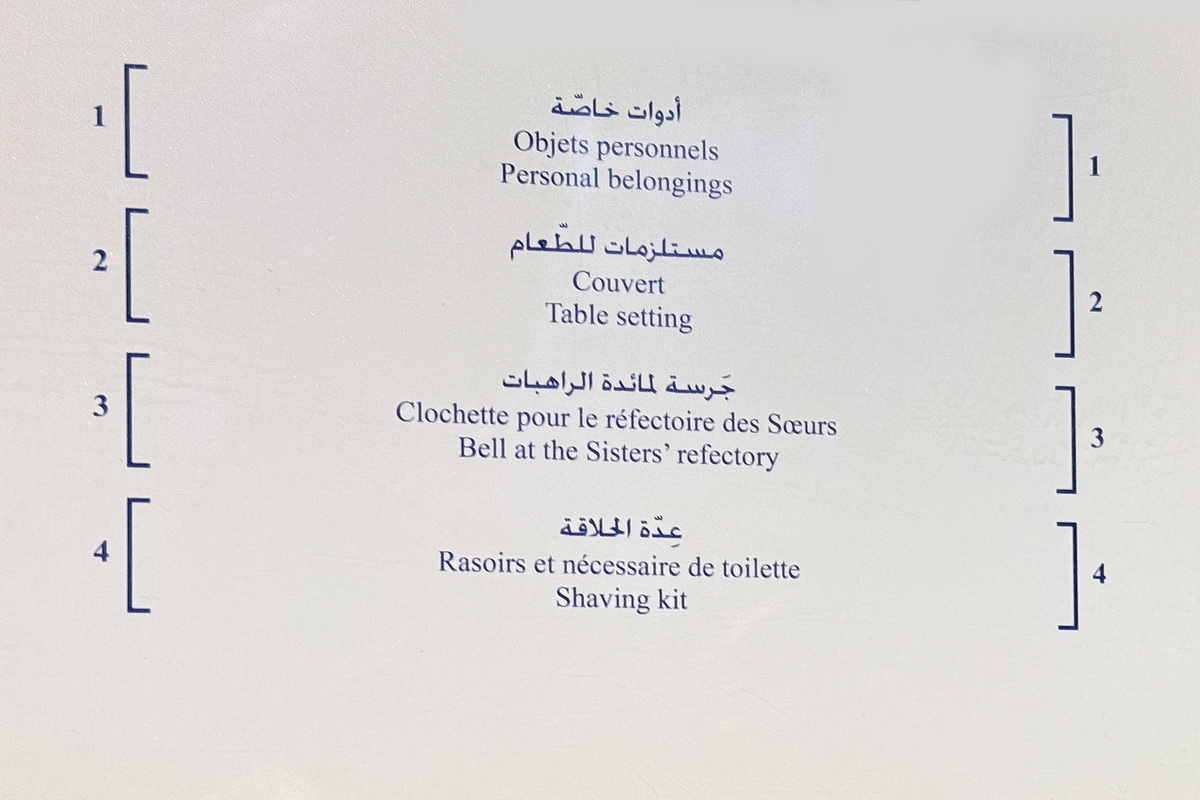 1
أدوات خاصّة
Objets personnels
Personal belongings
1
2
مستلزمات للطّعام
Couvert
Table setting
2
3
جَرسة لمائدة الراهبات
Clochette pour le réfectoire des Sœurs
Bell at the Sisters’ refectory
3
4
عِدّة الحلاقة
Rasoirs et nécessaire de toilette
Shaving kit
4